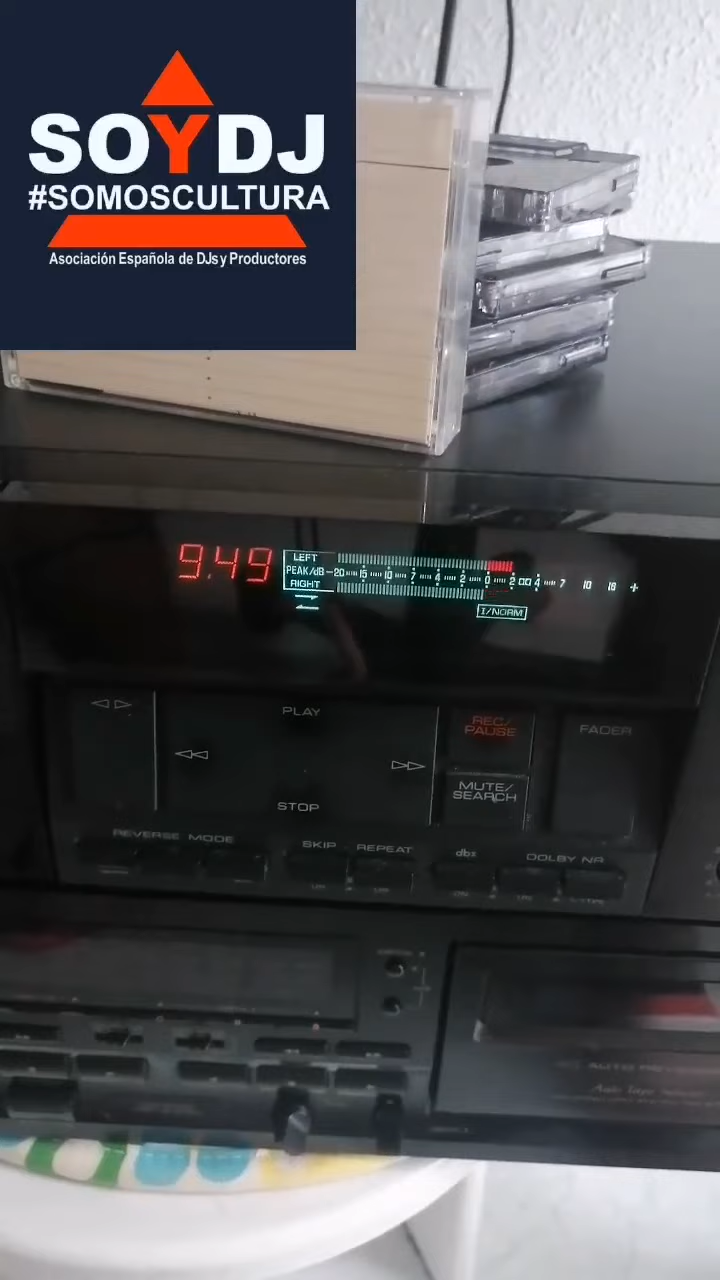 SOYDJ
#SOMOSCULTURA
Asociación Española de DJs y Productores
9.49
LEFT
PEAK/dB -20 15 10 7 4 2 0 2 4 7 10 18 +
RIGHT
I/NORM
PLAY
REC/
PAUSE
FADER
MUTE/
SEARCH
STOP
REVERSE MODE
SKIP REPEAT
dbx
DOLBY NR
AUTO REVERSE